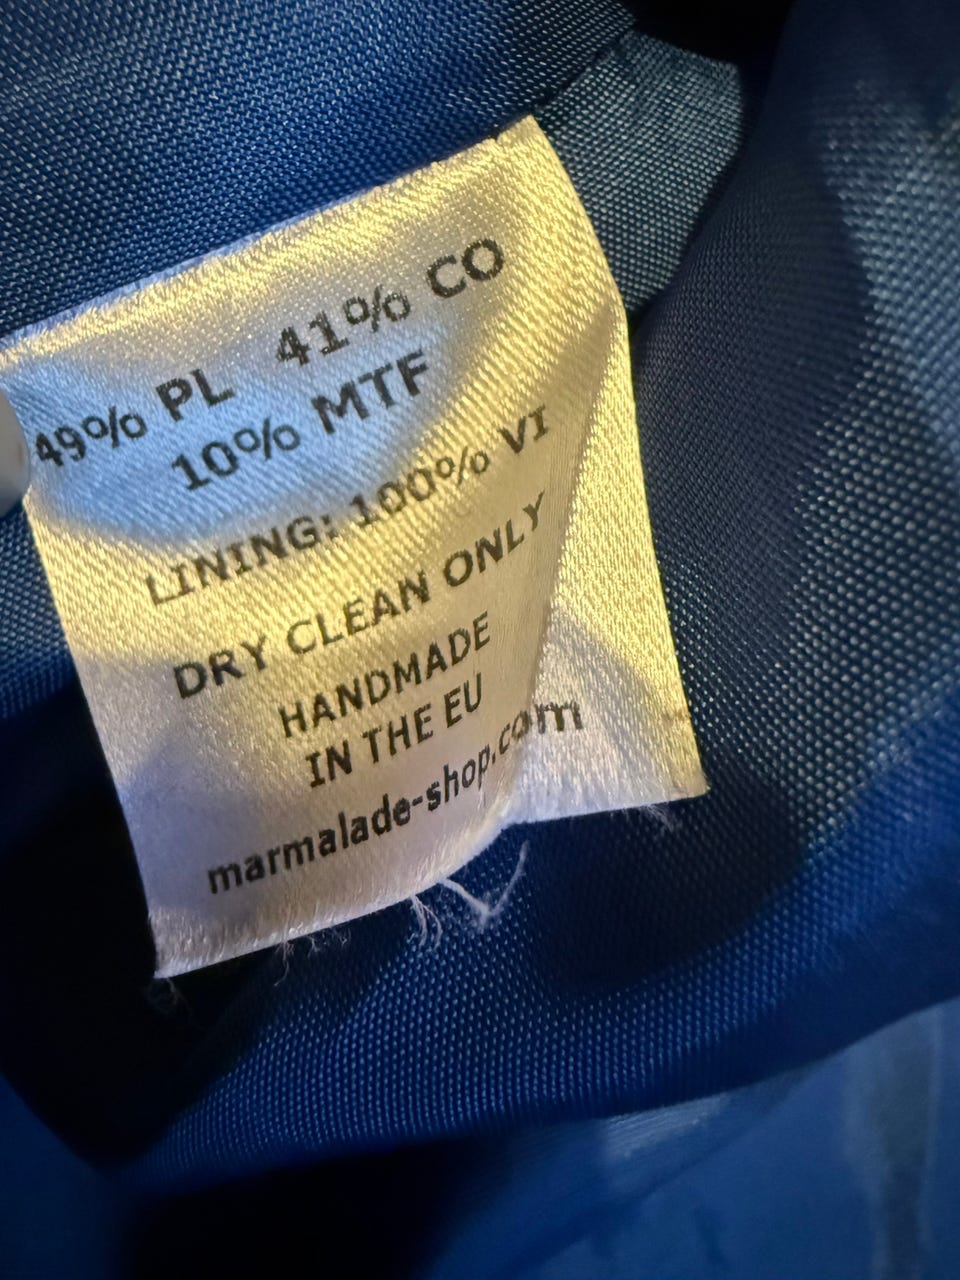 49% PL 41% CO
10% MTF
LINING: 100% VI
DRY CLEAN ONLY
HANDMADE
IN THE EU
marmalade-shop.com